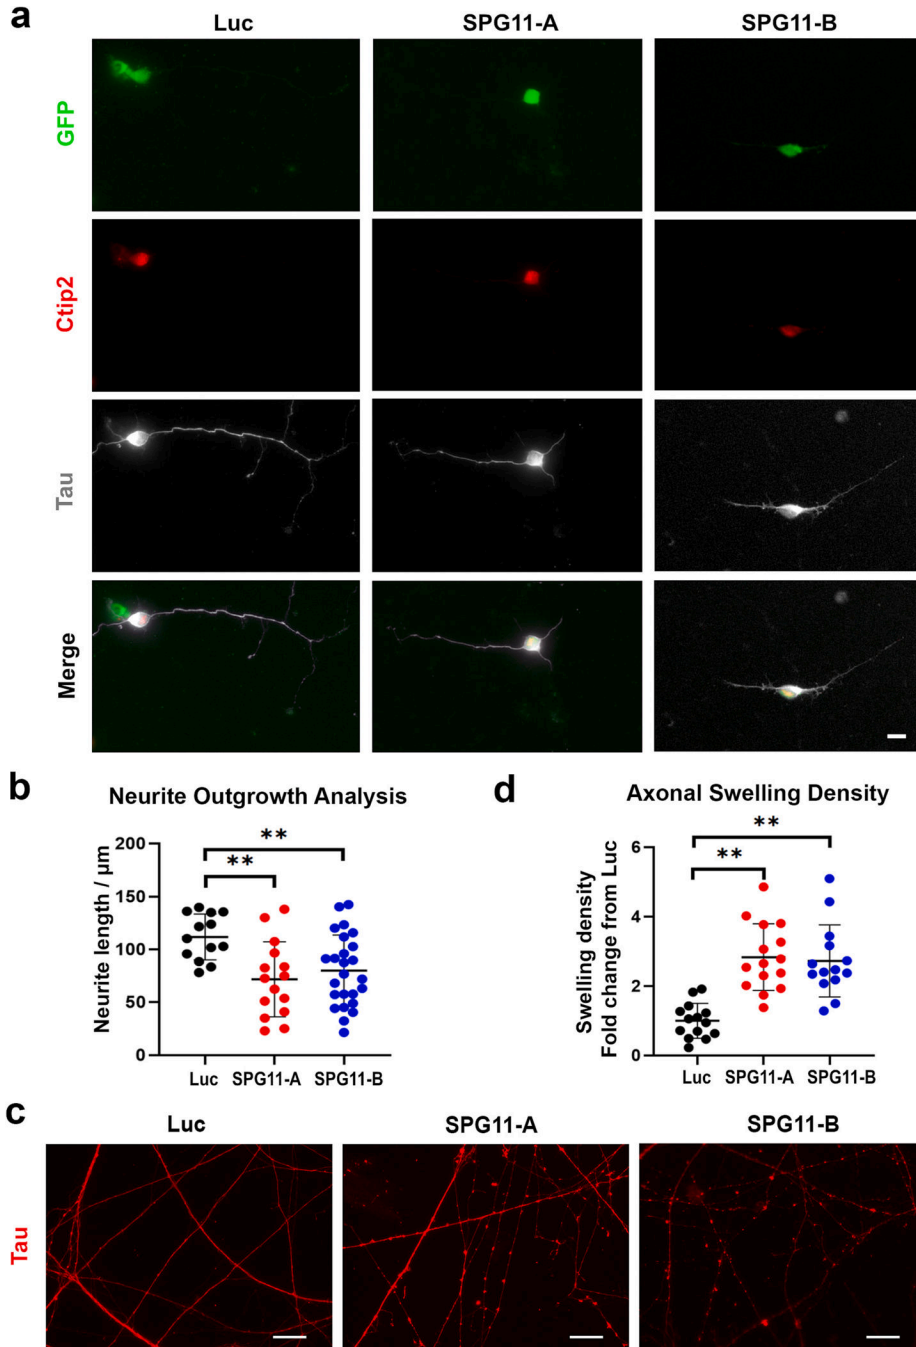 a
Luc SPG11-A SPG11-B
GFP
Ctip2
Tau
Merge
b
Neurite Outgrowth Analysis
**
**
200
150
100
50
0
Neurite length / μm
Luc SPG11-A SPG11-B
d
Axonal Swelling Density
**
**
6
4
2
0
Swelling density
Fold change from Luc
Luc SPG11-A SPG11-B
c
Luc SPG11-A SPG11-B
Tau